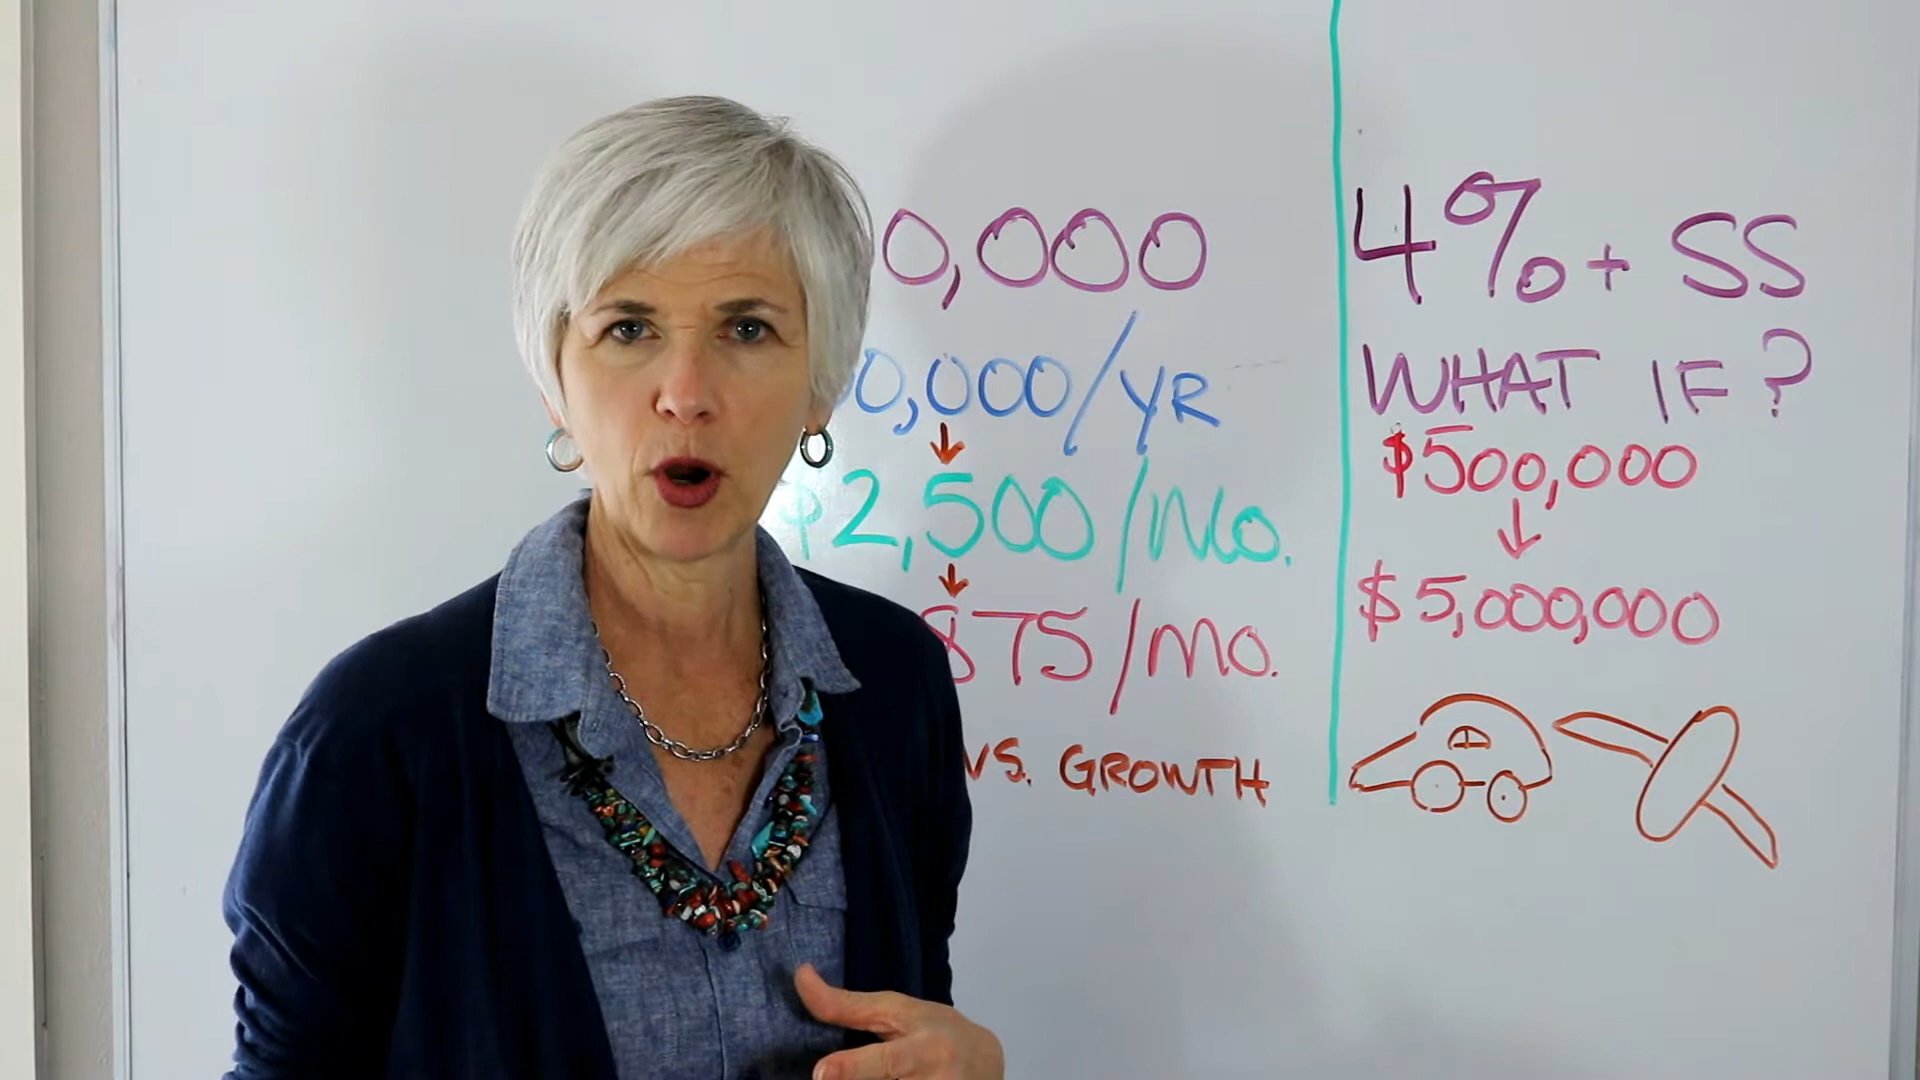 0,000
0,000/YR
$2,500/MO.
875/MO.
VS. GROWTH
4% + SS
WHAT IF?
$500,000
$5,000,000